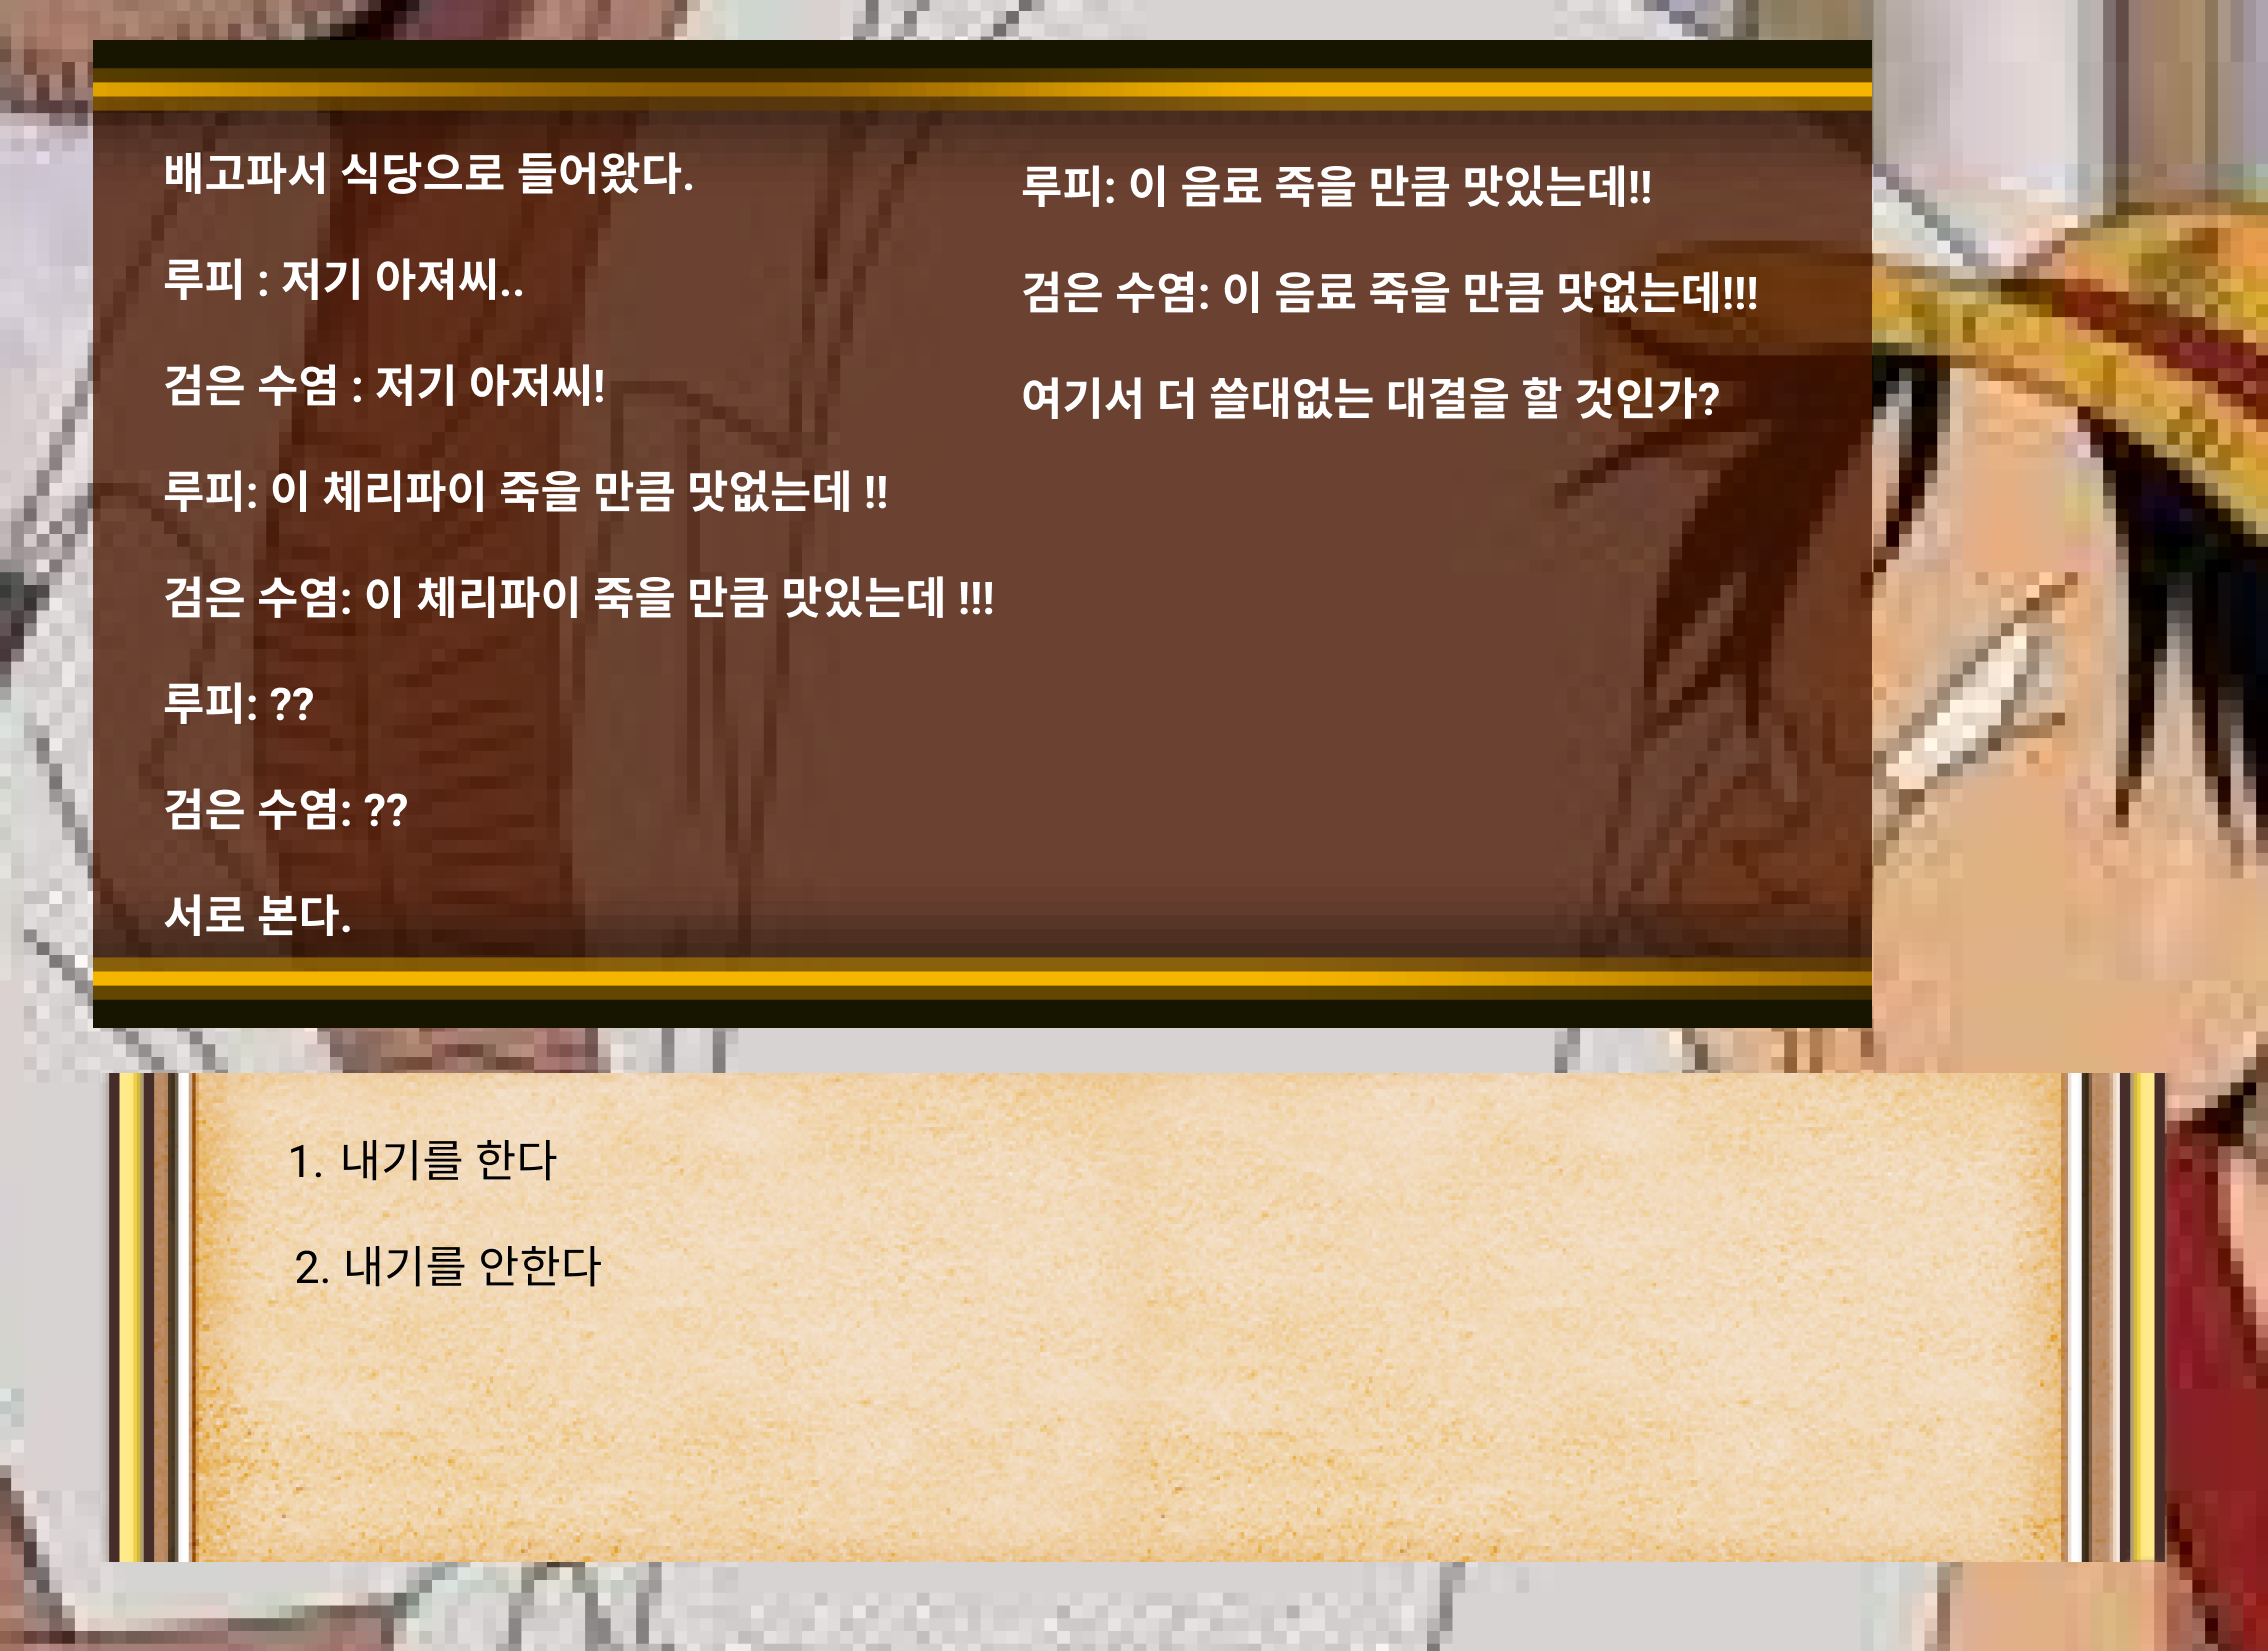 배고파서 식당으로 들어왔다.
루피 : 저기 아져씨..
검은 수염 : 저기 아저씨!
루피: 이 체리파이 죽을 만큼 맛없는데 !!
검은 수염: 이 체리파이 죽을 만큼 맛있는데 !!!
루피: ??
검은 수염: ??
서로 본다.
루피: 이 음료 죽을 만큼 맛있는데!!
검은 수염: 이 음료 죽을 만큼 맛없는데!!!
여기서 더 쓸대없는 대결을 할 것인가?
1. 내기를 한다
2. 내기를 안한다